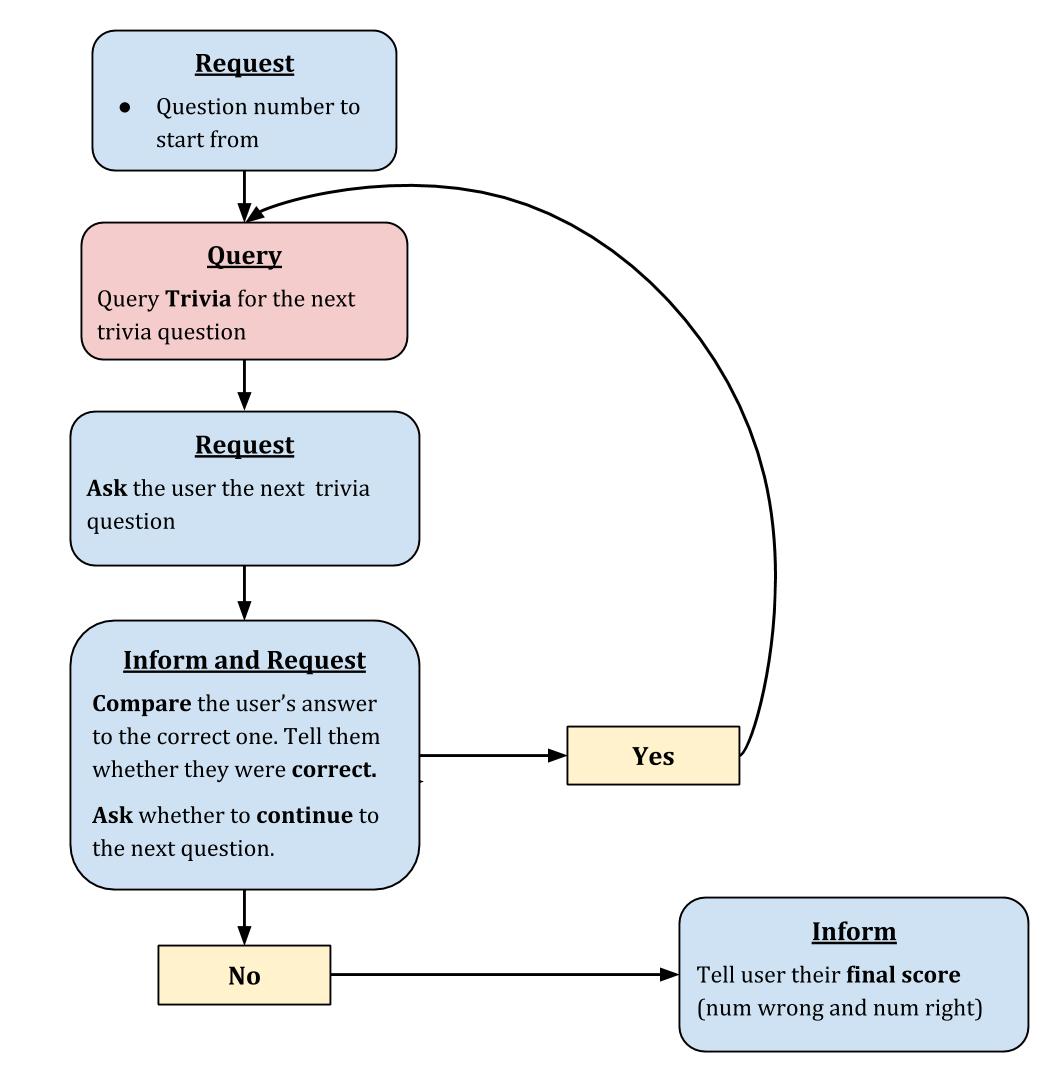 Request
● Question number to
start from
Query
Query Trivia for the next
trivia question
Request
Ask the user the next  trivia
question
Inform and Request
Compare the user’s answer
to the correct one. Tell them
whether they were correct.
Ask whether to continue to
the next question.
Yes
No
Inform
Tell user their final score
(num wrong and num right)